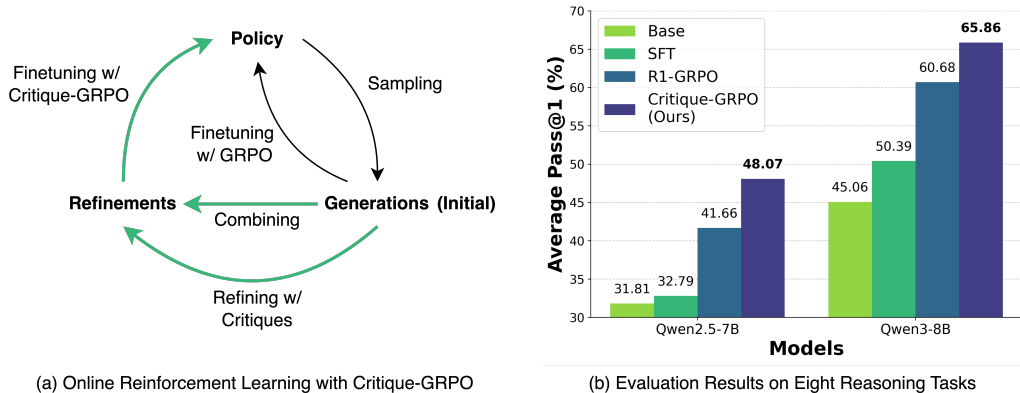 Policy
Finetuning w/
Critique-GRPO
Sampling
Finetuning
w/ GRPO
Refinements
Combining
Generations (Initial)
Refining w/
Critiques
(a) Online Reinforcement Learning with Critique-GRPO
Average Pass@1 (%)
70
65
60
55
50
45
40
35
30
Base
SFT
R1-GRPO
Critique-GRPO
(Ours)
31.81
32.79
41.66
48.07
45.06
50.39
60.68
65.86
Qwen2.5-7B
Qwen3-8B
Models
(b) Evaluation Results on Eight Reasoning Tasks